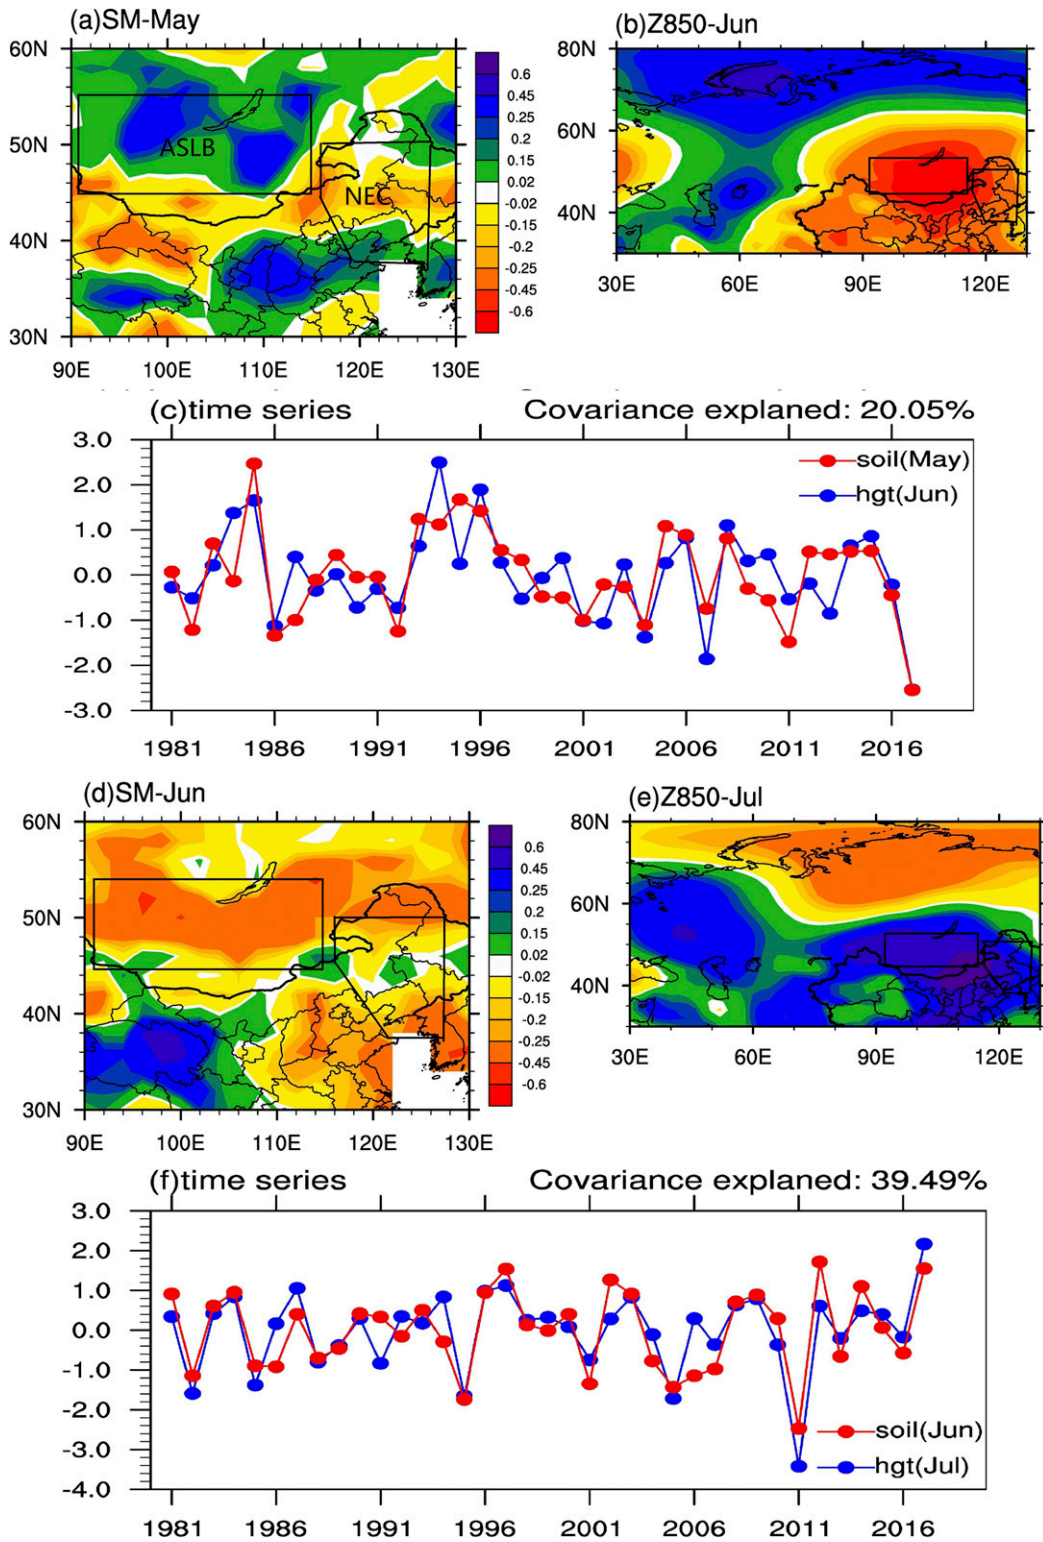 (a)SM-May
60N
50N
40N
30N
90E 100E 110E 120E 130E
ASLB
NEC
0.6
0.45
0.25
0.2
0.15
0.02
-0.02
-0.15
-0.2
-0.25
-0.45
-0.6
(b)Z850-Jun
80N
60N
40N
30E 60E 90E 120E
(c)time series Covariance explaned: 20.05%
3.0
2.0
1.0
0.0
-1.0
-2.0
-3.0
soil(May)
hgt(Jun)
1981 1986 1991 1996 2001 2006 2011 2016
(d)SM-Jun
60N
50N
40N
30N
90E 100E 110E 120E 130E
0.6
0.45
0.25
0.2
0.15
0.02
-0.02
-0.15
-0.2
-0.25
-0.45
-0.6
(e)Z850-Jul
80N
60N
40N
30E 60E 90E 120E
(f)time series Covariance explaned: 39.49%
3.0
2.0
1.0
0.0
-1.0
-2.0
-3.0
-4.0
soil(Jun)
hgt(Jul)
1981 1986 1991 1996 2001 2006 2011 2016